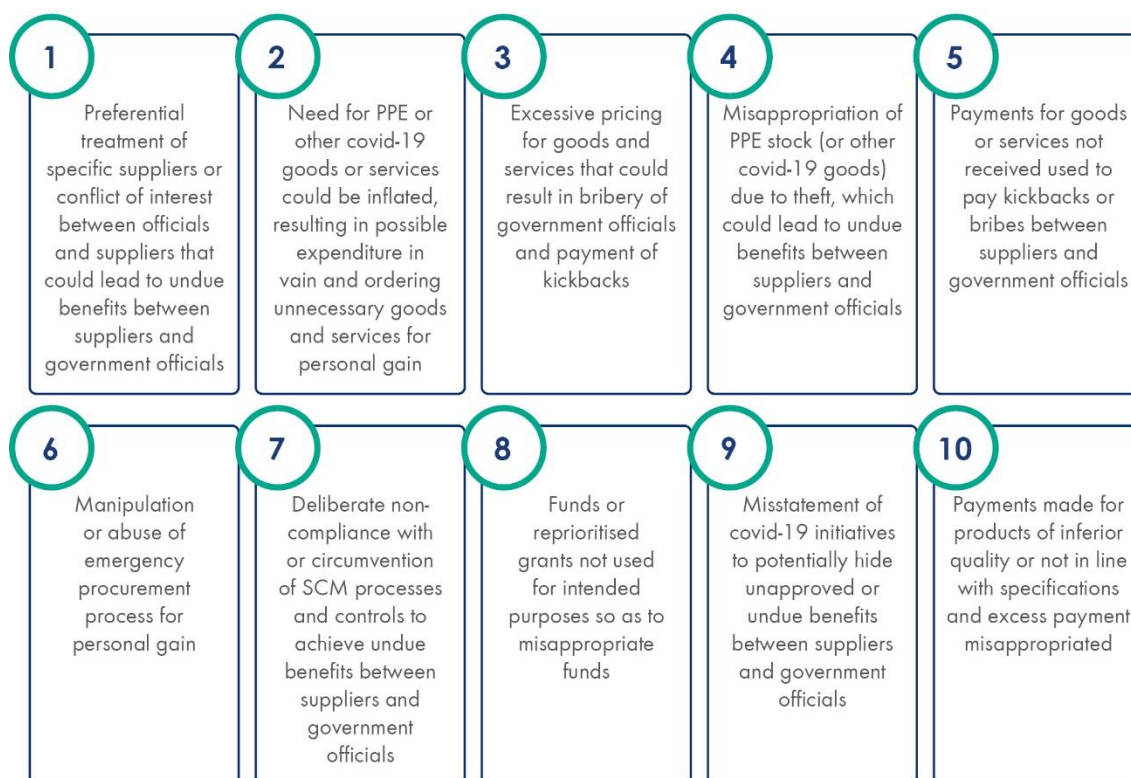 1
Preferential
treatment of
specific suppliers or
conflict of interest
between officials
and suppliers that
could lead to undue
benefits between
suppliers and
government officials
2
Need for PPE or
other covid-19
goods or services
could be inflated,
resulting in possible
expenditure in
vain and ordering
unnecessary goods
and services for
personal gain
3
Excessive pricing
for goods and
services that could
result in bribery of
government officials
and payment of
kickbacks
4
Misappropriation of
PPE stock (or other
covid-19 goods)
due to theft, which
could lead to undue
benefits between
suppliers and
government officials
5
Payments for goods
or services not
received used to
pay kickbacks or
bribes between
suppliers and
government officials
6
Manipulation
or abuse of
emergency
procurement
process for
personal gain
7
Deliberate non-
compliance with
or circumvention
of SCM processes
and controls to
achieve undue
benefits between
suppliers and
government
officials
8
Funds or
reprioritised
grants not used
for intended
purposes so as to
misappropriate
funds
9
Misstatement of
covid-19 initiatives
to potentially hide
unapproved or
undue benefits
between suppliers
and government
officials
10
Payments made for
products of inferior
quality or not in line
with specifications
and excess payment
misappropriated